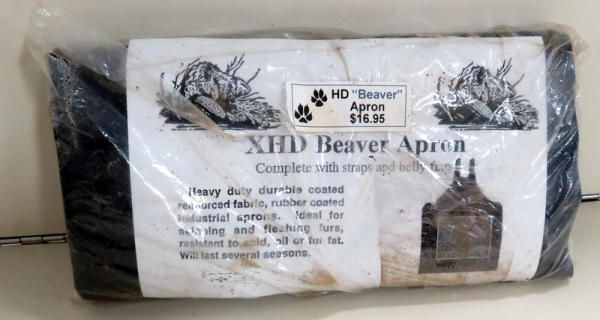 HD "Beaver"
Apron
$16.95
XHD Beaver Apron
Complete with straps and belly flap
Heavy duty durable coated
reinforced fabric, rubber coated
industrial aprons. Ideal for
skinning and fleshing furs,
resistant to acid, oil or fur fat.
Will last several seasons.